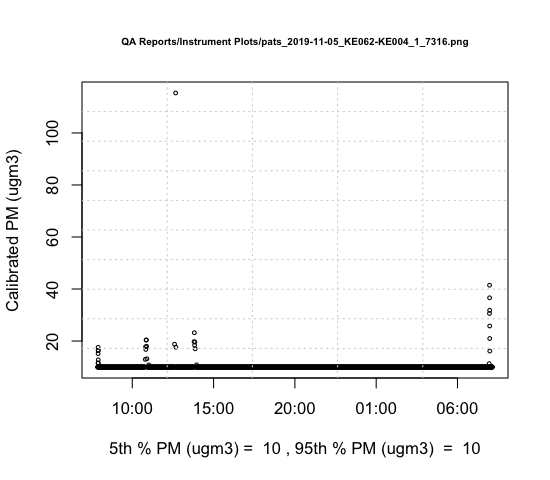 QA Reports/Instrument Plots/pats_2019-11-05_KE062-KE004_1_7316.png
Calibrated PM (ugm3)
100
80
60
40
20
10:00 15:00 20:00 01:00 06:00
5th % PM (ugm3) = 10 , 95th % PM (ugm3) = 10